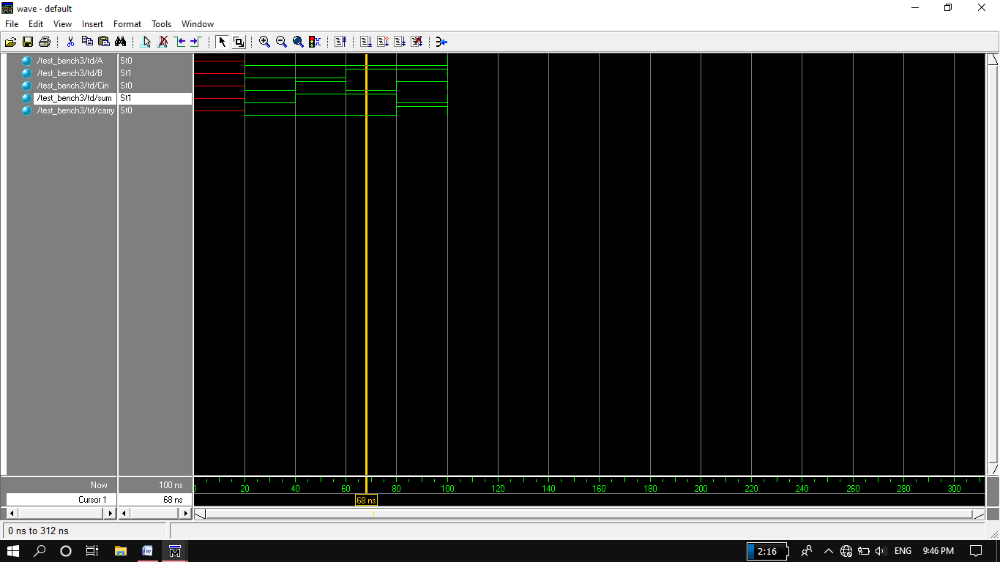 wave - default
File Edit View Insert Format Tools Window
/test_bench3/td/A St0
/test_bench3/td/B St1
/test_bench3/td/Cin St0
/test_bench3/td/sum St1
/test_bench3/td/carry St0
Now 100 ns 20 40 60 80 100 120 140 160 180 200 220 240 260 280 300
Cursor 1 68 ns 68 ns
0 ns to 312 ns
2:16 ENG 9:46 PM